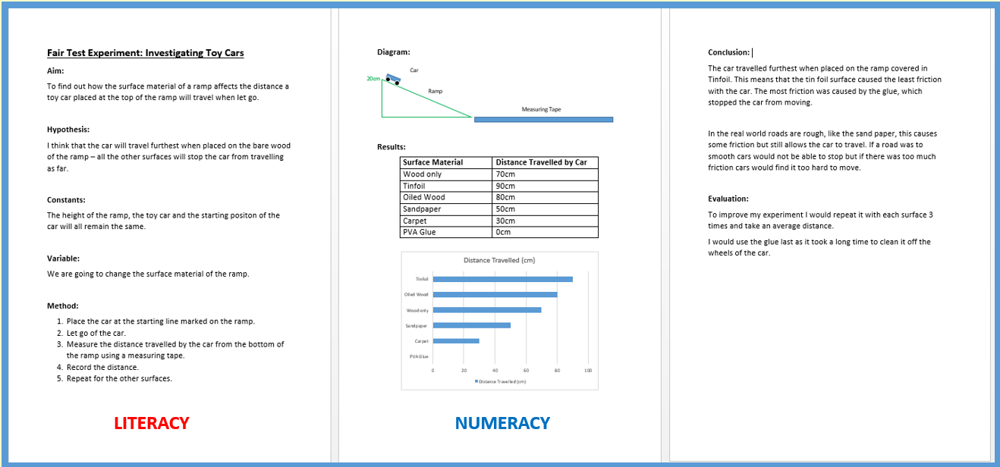 Fair Test Experiment: Investigating Toy Cars
Aim:
To find out how the surface material of a ramp affects the distance a
toy car placed at the top of the ramp will travel when let go.
Hypothesis:
I think that the car will travel furthest when placed on the bare wood
of the ramp – all the other surfaces will stop the car from travelling
as far.
Constants:
The height of the ramp, the toy car and the starting positon of the
car will all remain the same.
Variable:
We are going to change the surface material of the ramp.
Method:
1. Place the car at the starting line marked on the ramp.
2. Let go of the car.
3. Measure the distance travelled by the car from the bottom of
the ramp using a measuring tape.
4. Record the distance.
5. Repeat for the other surfaces.
LITERACY
Diagram:
Car
20cm
Ramp
Measuring Tape
Results:
Surface Material Distance Travelled by Car
Wood only 70cm
Tinfoil 90cm
Oiled Wood 80cm
Sandpaper 50cm
Carpet 30cm
PVA Glue 0cm
Distance Travelled (cm)
Tinfoil
Oiled Wood
Wood only
Sandpaper
Carpet
PVA Glue
0 20 40 60 80 100
Distance Travelled (cm)
NUMERACY
Conclusion:
The car travelled furthest when placed on the ramp covered in
Tinfoil. This means that the tin foil surface caused the least friction
with the car. The most friction was caused by the glue, which
stopped the car from moving.
In the real world roads are rough, like the sand paper, this causes
some friction but still allows the car to travel. If a road was to
smooth cars would not be able to stop but if there was too much
friction cars would find it too hard to move.
Evaluation:
To improve my experiment I would repeat it with each surface 3
times and take an average distance.
I would use the glue last as it took a long time to clean it off the
wheels of the car.